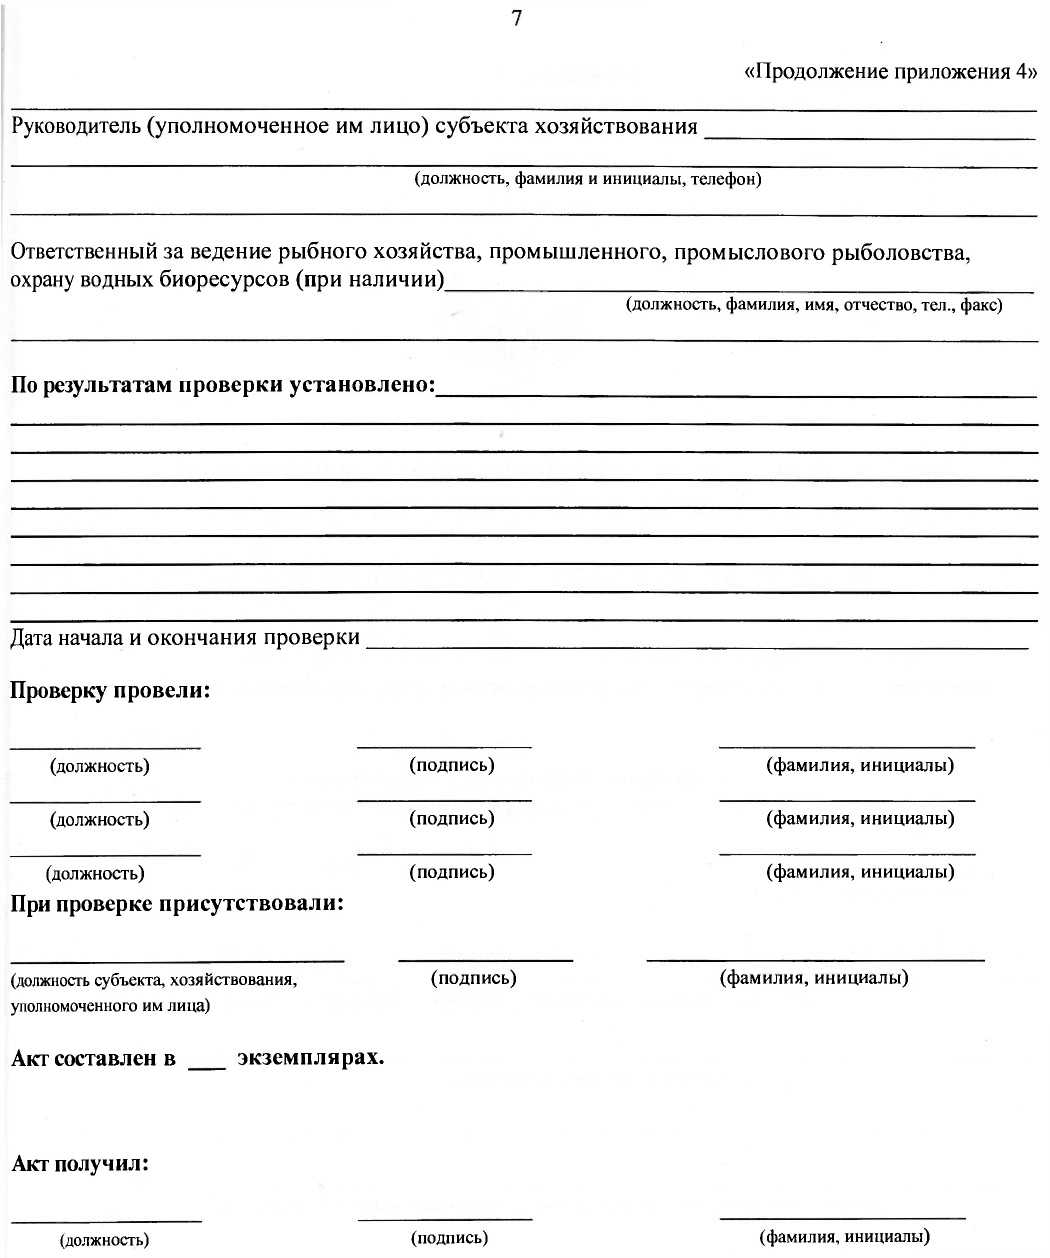 7
«Продолжение приложения 4»
Руководитель (уполномоченное им лицо) субъекта хозяйствования
(должность, фамилия и инициалы, телефон)
Ответственный за ведение рыбного хозяйства, промышленного, промыслового рыболовства,
охрану водных биоресурсов (при наличии)
(должность, фамилия, имя, отчество, тел., факс)
По результатам проверки установлено:
Дата начала и окончания проверки
Проверку провели:
(должность) (подпись) (фамилия, инициалы)
(должность) (подпись) (фамилия, инициалы)
(должность) (подпись) (фамилия, инициалы)
При проверке присутствовали:
(должность субъекта, хозяйствования, (подпись) (фамилия, инициалы)
уполномоченного им лица)
Акт составлен в ___ экземплярах.
Акт получил:
(должность) (подпись) (фамилия, инициалы)